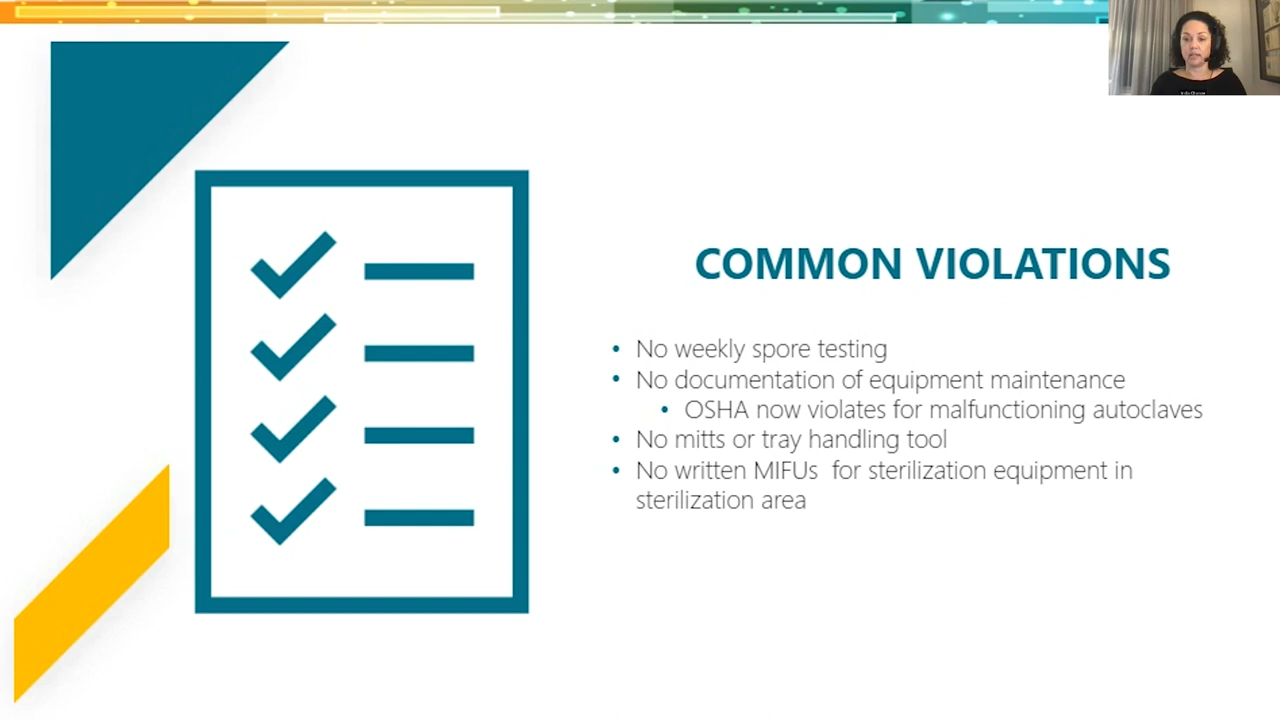 COMMON VIOLATIONS
• No weekly spore testing
• No documentation of equipment maintenance
• OSHA now violates for malfunctioning autoclaves
• No mitts or tray handling tool
• No written MIFUs  for sterilization equipment in
sterilization area